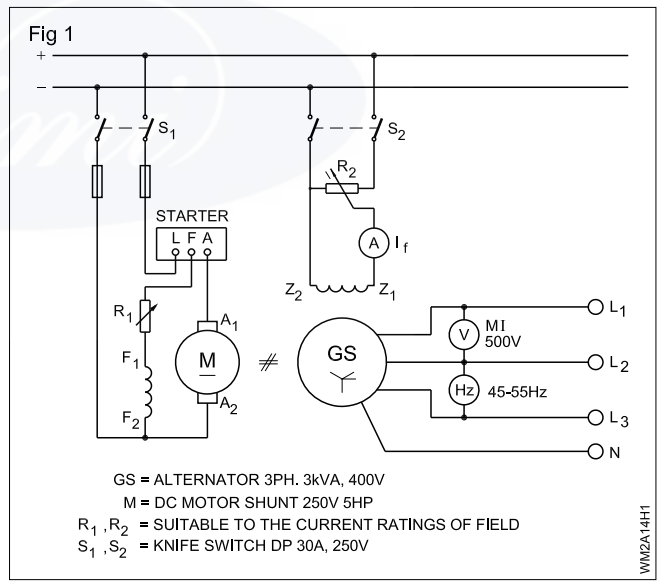 Fig 1
+
–
S1
S2
R2
STARTER
L F A
A If
R1
Z2 Z1
A1
L1
V MI
500V
F1
M
GS
L2
Hz 45-55Hz
F2
A2
L3
N
GS = ALTERNATOR 3PH. 3kVA, 400V
M = DC MOTOR SHUNT 250V 5HP
R1 ,R2 = SUITABLE TO THE CURRENT RATINGS OF FIELD
S1 ,S2 = KNIFE SWITCH DP 30A, 250V
WM2A14H1